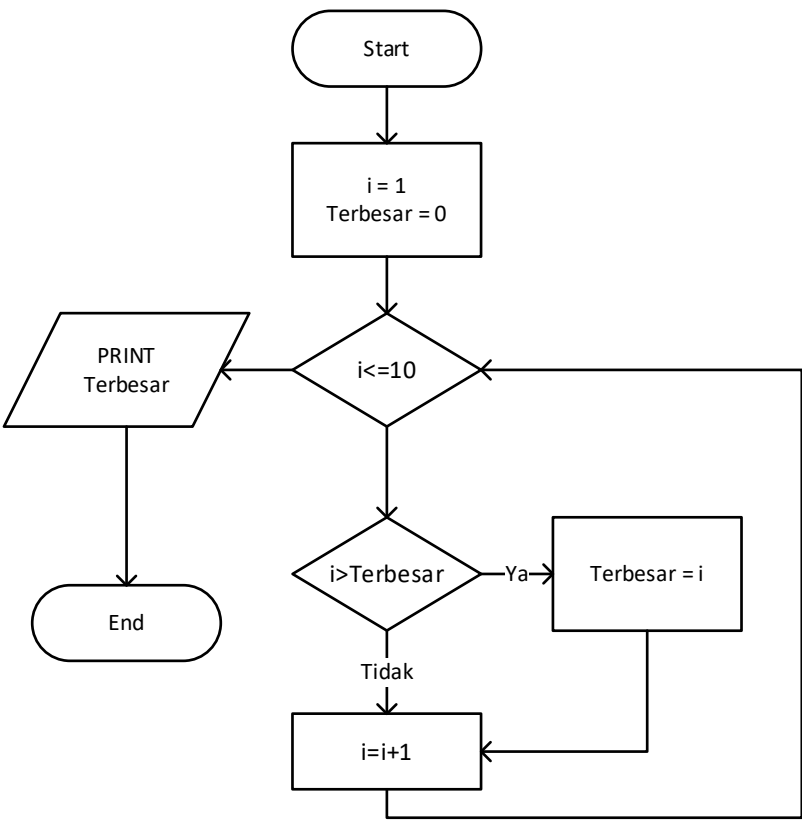 Start
i = 1
Terbesar = 0
i<=10
PRINT
Terbesar
i>Terbesar
Ya
Terbesar = i
End
Tidak
i=i+1